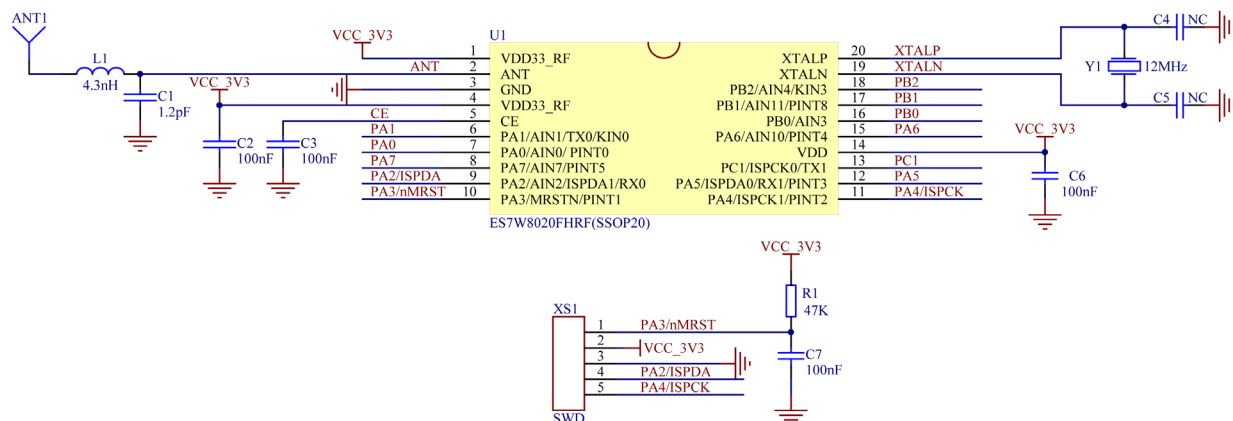 ANT1
L1
4.3nH
C1
1.2pF
VCC_3V3
VCC_3V3
ANT
C2
100nF
C3
100nF
CE
PA1
PA0
PA7
PA2/ISPDA
PA3/nMRST
U1
1 VDD33_RF
2 ANT
3 GND
4 VDD33_RF
5 CE
6 PA1/AIN1/TX0/KIN0
7 PA0/AIN0/ PINT0
8 PA7/AIN7/PINT5
9 PA2/AIN2/ISPDA1/RX0
10 PA3/MRSTN/PINT1
XTALP 20 XTALP
XTALN 19 XTALN
PB2/AIN4/KIN3 18 PB2
PB1/AIN11/PINT8 17 PB1
PB0/AIN3 16 PB0
PA6/AIN10/PINT4 15 PA6
VDD 14
PC1/ISPCK0/TX1 13 PC1
PA5/ISPDA0/RX1/PINT3 12 PA5
PA4/ISPCK1/PINT2 11 PA4/ISPCK
ES7W8020FHRF(SSOP20)
C4 NC
Y1 12MHz
C5 NC
VCC_3V3
C6
100nF
VCC_3V3
R1
47K
C7
100nF
XS1
1 PA3/nMRST
2 VCC_3V3
3
4 PA2/ISPDA
5 PA4/ISPCK
SWD